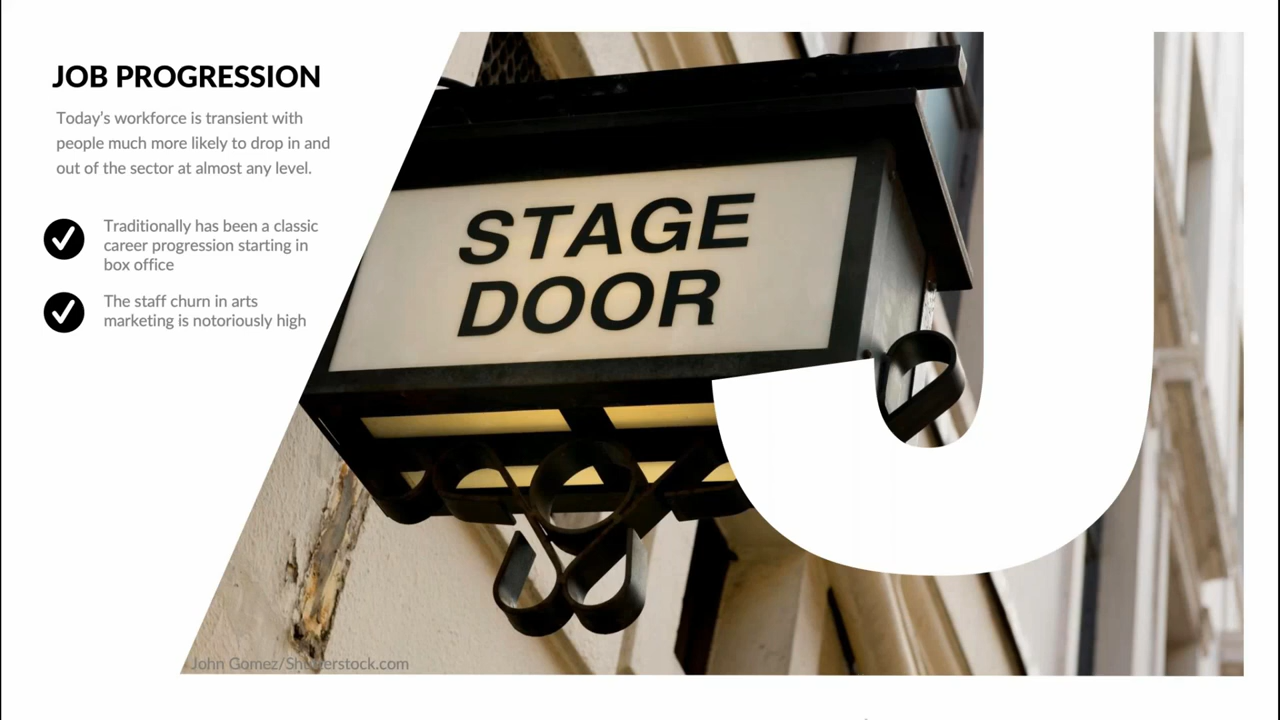 JOB PROGRESSION
Today's workforce is transient with
people much more likely to drop in and
out of the sector at almost any level.
Traditionally has been a classic
career progression starting in
box office
The staff churn in arts
marketing is notoriously high
STAGE
DOOR
J
John Gomez/Shutterstock.com